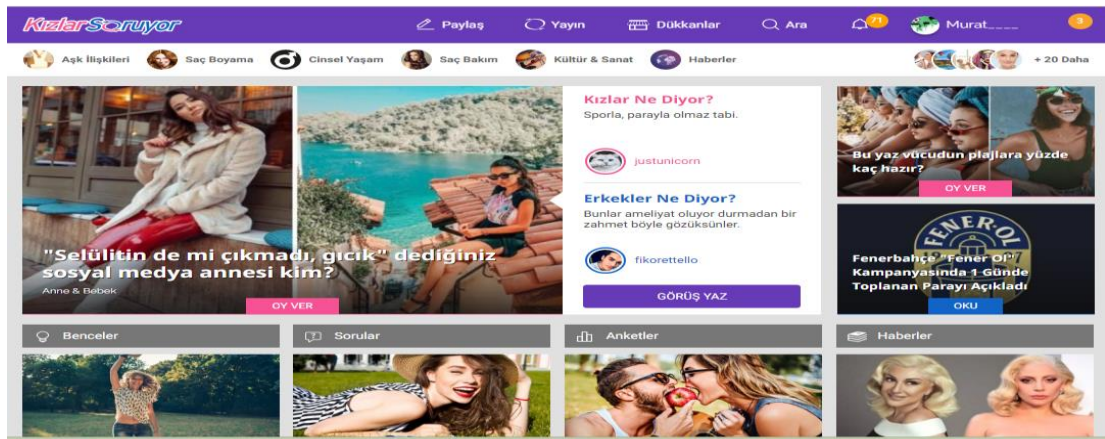 KızlarSoruyor
Paylaş
Yayın
Dükkanlar
Ara
71
Murat____
3
Aşk İlişkileri
Saç Boyama
Cinsel Yaşam
Saç Bakım
Kültür & Sanat
Haberler
+ 20 Daha
"Selülitin de mi çıkmadı, gıcık" dediğiniz
sosyal medya annesi kim?
Anne & Bebek
OY VER
Kızlar Ne Diyor?
Sporla, parayla olmaz tabi.
justunicorn
Erkekler Ne Diyor?
Bunlar ameliyat oluyor durmadan bir
zahmet böyle gözüksünler.
fikorettello
GÖRÜŞ YAZ
Bu yaz vücudun plajlara yüzde
kaç hazır?
OY VER
FENER OL
Fenerbahçe "Fener Ol"
Kampanyasında 1 Günde
Toplanan Parayı Açıkladı
OKU
Benceler
Sorular
Anketler
Haberler